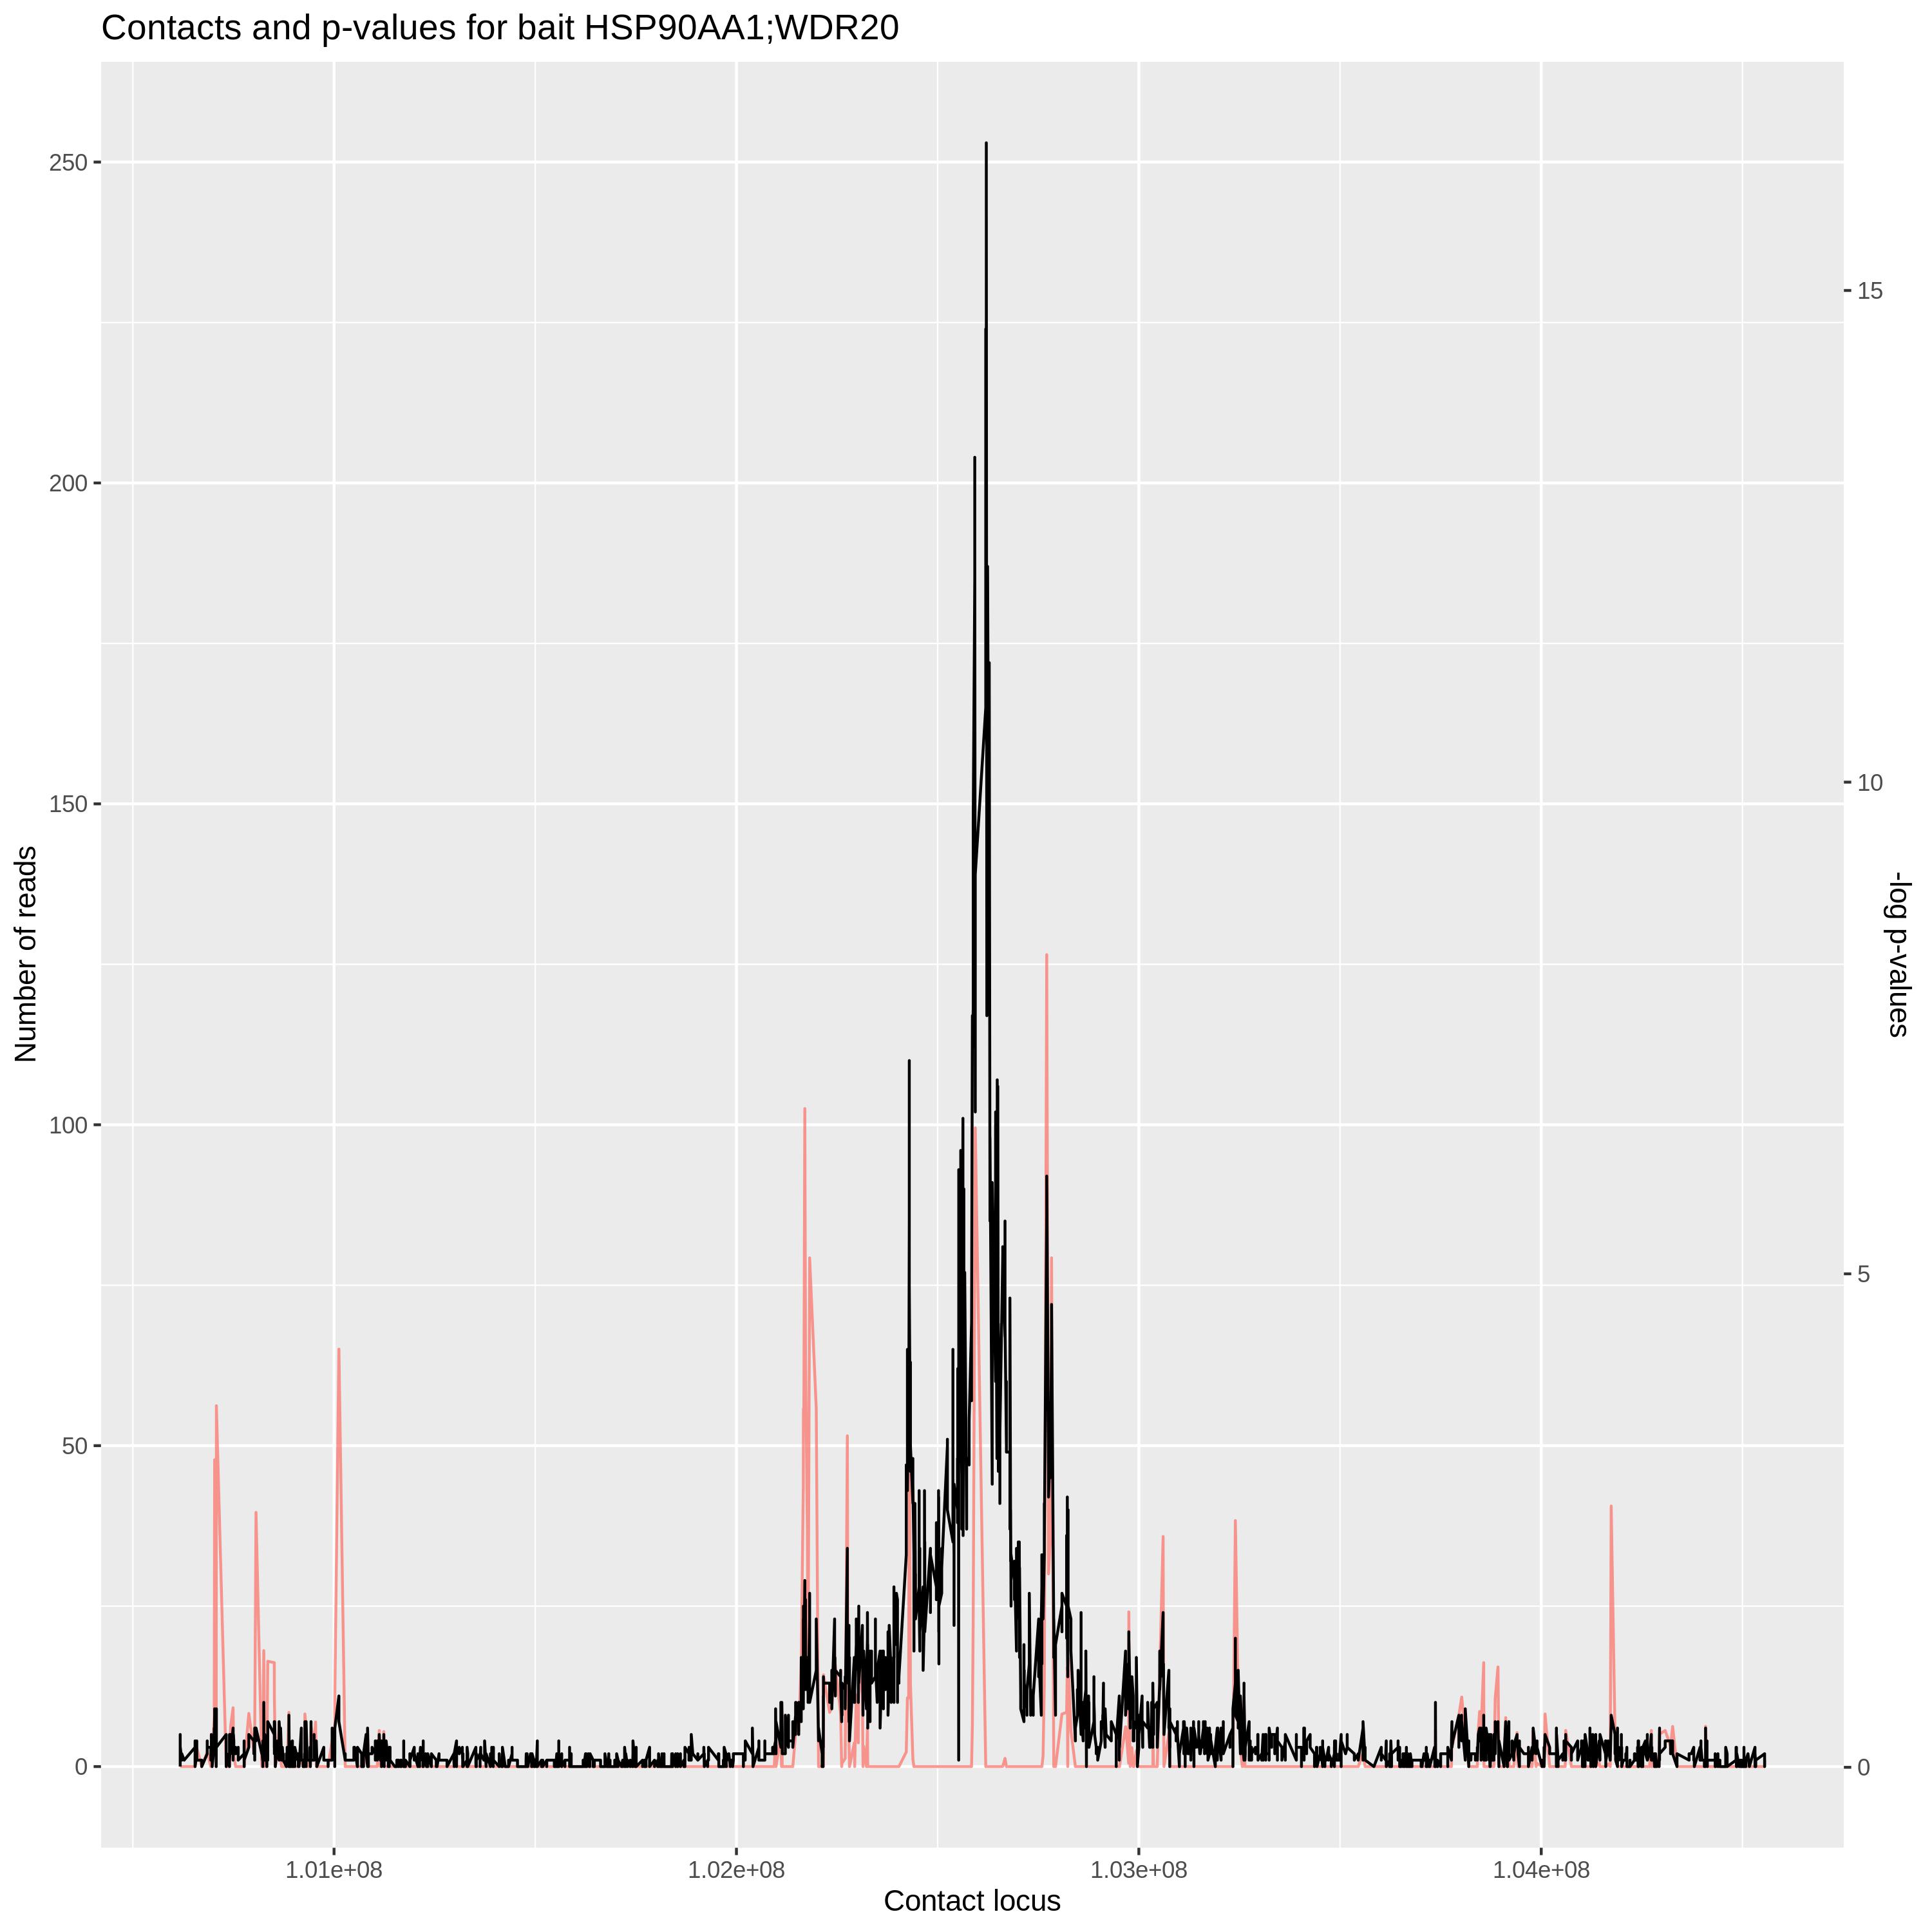 Contacts and p-values for bait HSP90AA1;WDR20
250
200
150
100
50
0
Number of reads
15
10
5
0
-log p-values
1.01e+08
1.02e+08
1.03e+08
1.04e+08
Contact locus